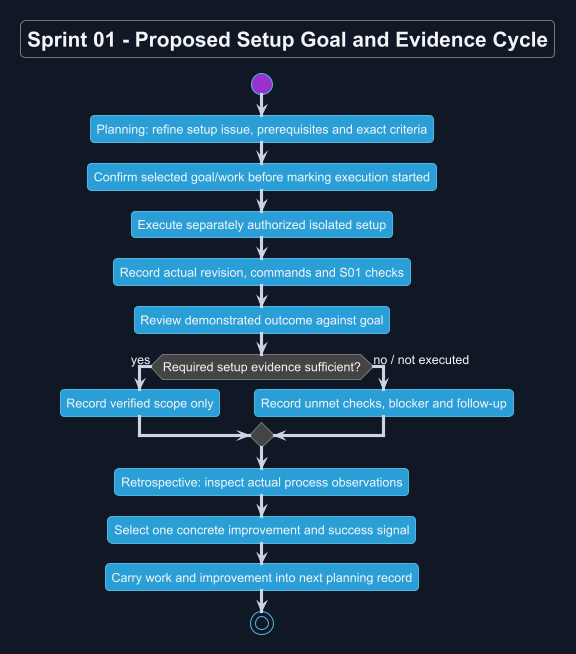 Sprint 01 - Proposed Setup Goal and Evidence Cycle
Planning: refine setup issue, prerequisites and exact criteria
Confirm selected goal/work before marking execution started
Execute separately authorized isolated setup
Record actual revision, commands and S01 checks
Review demonstrated outcome against goal
yes
Required setup evidence sufficient?
no / not executed
Record verified scope only
Record unmet checks, blocker and follow-up
Retrospective: inspect actual process observations
Select one concrete improvement and success signal
Carry work and improvement into next planning record